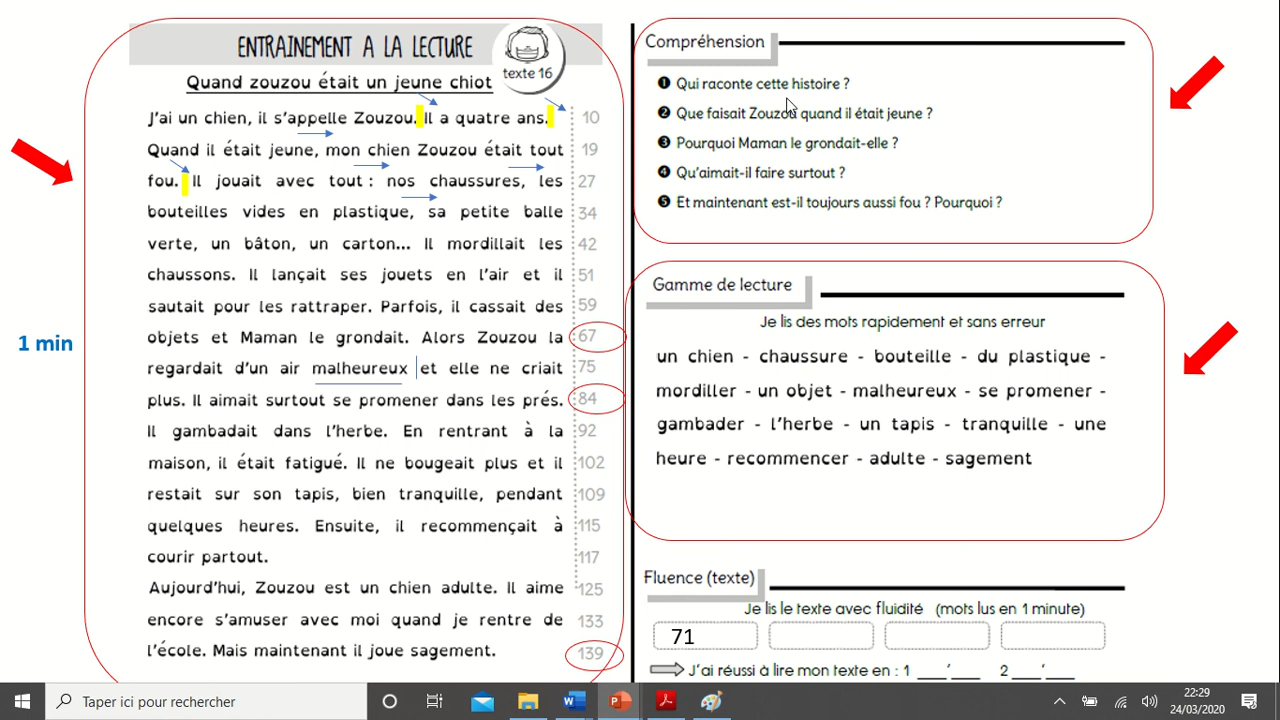 ENTRAINEMENT A LA LECTURE
texte 16
Quand zouzou était un jeune chiot
J'ai un chien, il s'appelle Zouzou. Il a quatre ans. 10
Quand il était jeune, mon chien Zouzou était tout 19
fou. Il jouait avec tout : nos chaussures, les 27
bouteilles vides en plastique, sa petite balle 34
verte, un bâton, un carton... Il mordillait les 42
chaussons. Il lançait ses jouets en l'air et il 51
sautait pour les rattraper. Parfois, il cassait des 59
objets et Maman le grondait. Alors Zouzou la 67
1 min
regardait d'un air malheureux et elle ne criait 75
plus. Il aimait surtout se promener dans les prés. 84
Il gambadait dans l'herbe. En rentrant à la 92
maison, il était fatigué. Il ne bougeait plus et il 102
restait sur son tapis, bien tranquille, pendant 109
quelques heures. Ensuite, il recommençait à 115
courir partout. 117
Aujourd'hui, Zouzou est un chien adulte. Il aime 125
encore s'amuser avec moi quand je rentre de 133
l'école. Mais maintenant il joue sagement. 139
Compréhension
❶ Qui raconte cette histoire ?
❷ Que faisait Zouzou quand il était jeune ?
❸ Pourquoi Maman le grondait-elle ?
❹ Qu'aimait-il faire surtout ?
❺ Et maintenant est-il toujours aussi fou ? Pourquoi ?
Gamme de lecture
Je lis des mots rapidement et sans erreur
un chien - chaussure - bouteille - du plastique -
mordiller - un objet - malheureux - se promener -
gambader - l'herbe - un tapis - tranquille - une
heure - recommencer - adulte - sagement
Fluence (texte)
Je lis le texte avec fluidité (mots lus en 1 minute)
71
J'ai réussi à lire mon texte en : 1 ____'____ 2 ____'____
Taper ici pour rechercher
22:29
24/03/2020